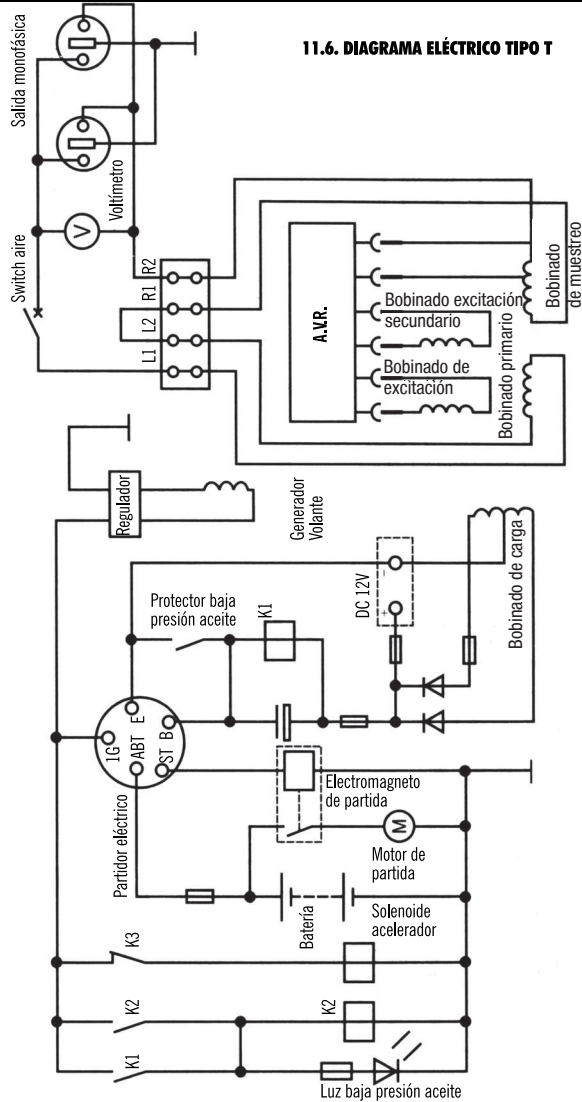 11.6. DIAGRAMA ELÉCTRICO TIPO T
Salida monofásica
Voltímetro
V
Switch aire
L1
L2
R1
R2
A.V.R.
Bobinado excitación
secundario
Bobinado de
excitación
Bobinado primario
Bobinado
de muestreo
Regulador
Generador
Volante
Protector baja
presión aceite
K1
DC 12V
+
-
Bobinado de carga
1G
E
ABT
B
ST
Partidor eléctrico
Electromagneto
de partida
M
Motor de
partida
Batería
Solenoide
acelerador
K3
K2
K2
K1
Luz baja presión aceite